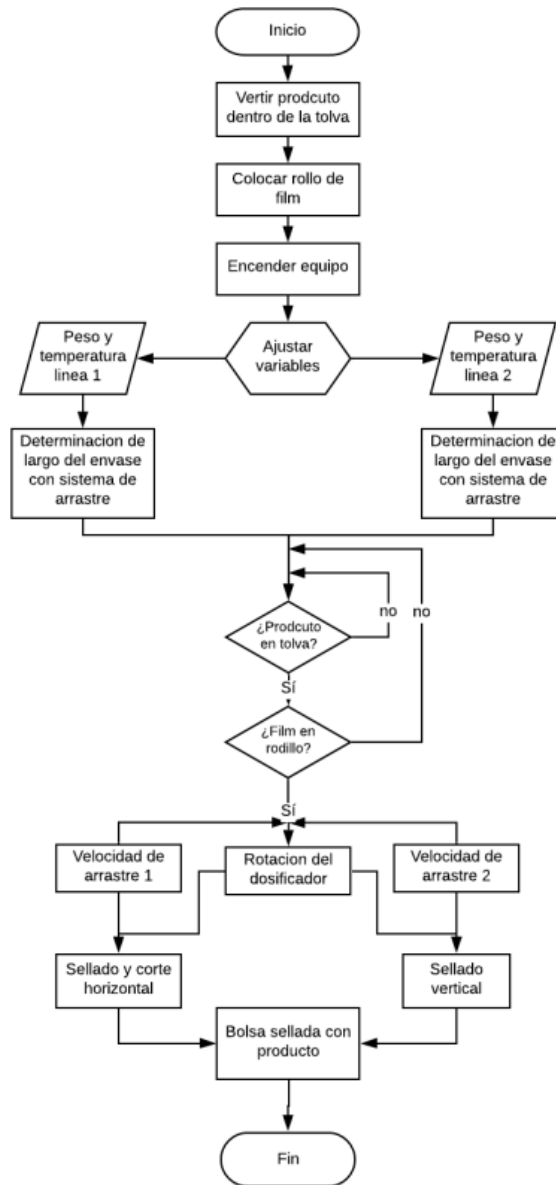 Inicio
Vertir prodcuto
dentro de la tolva
Colocar rollo de
film
Encender equipo
Peso y
temperatura
linea 1
Ajustar
variables
Peso y
temperatura
linea 2
Determinacion de
largo del envase
con sistema de
arrastre
Determinacion de
largo del envase
con sistema de
arrastre
¿Prodcuto
en tolva?
no
no
Sí
¿Film en
rodillo?
Sí
Velocidad de
arrastre 1
Rotacion del
dosificador
Velocidad de
arrastre 2
Sellado y corte
horizontal
Sellado
vertical
Bolsa sellada con
producto
Fin